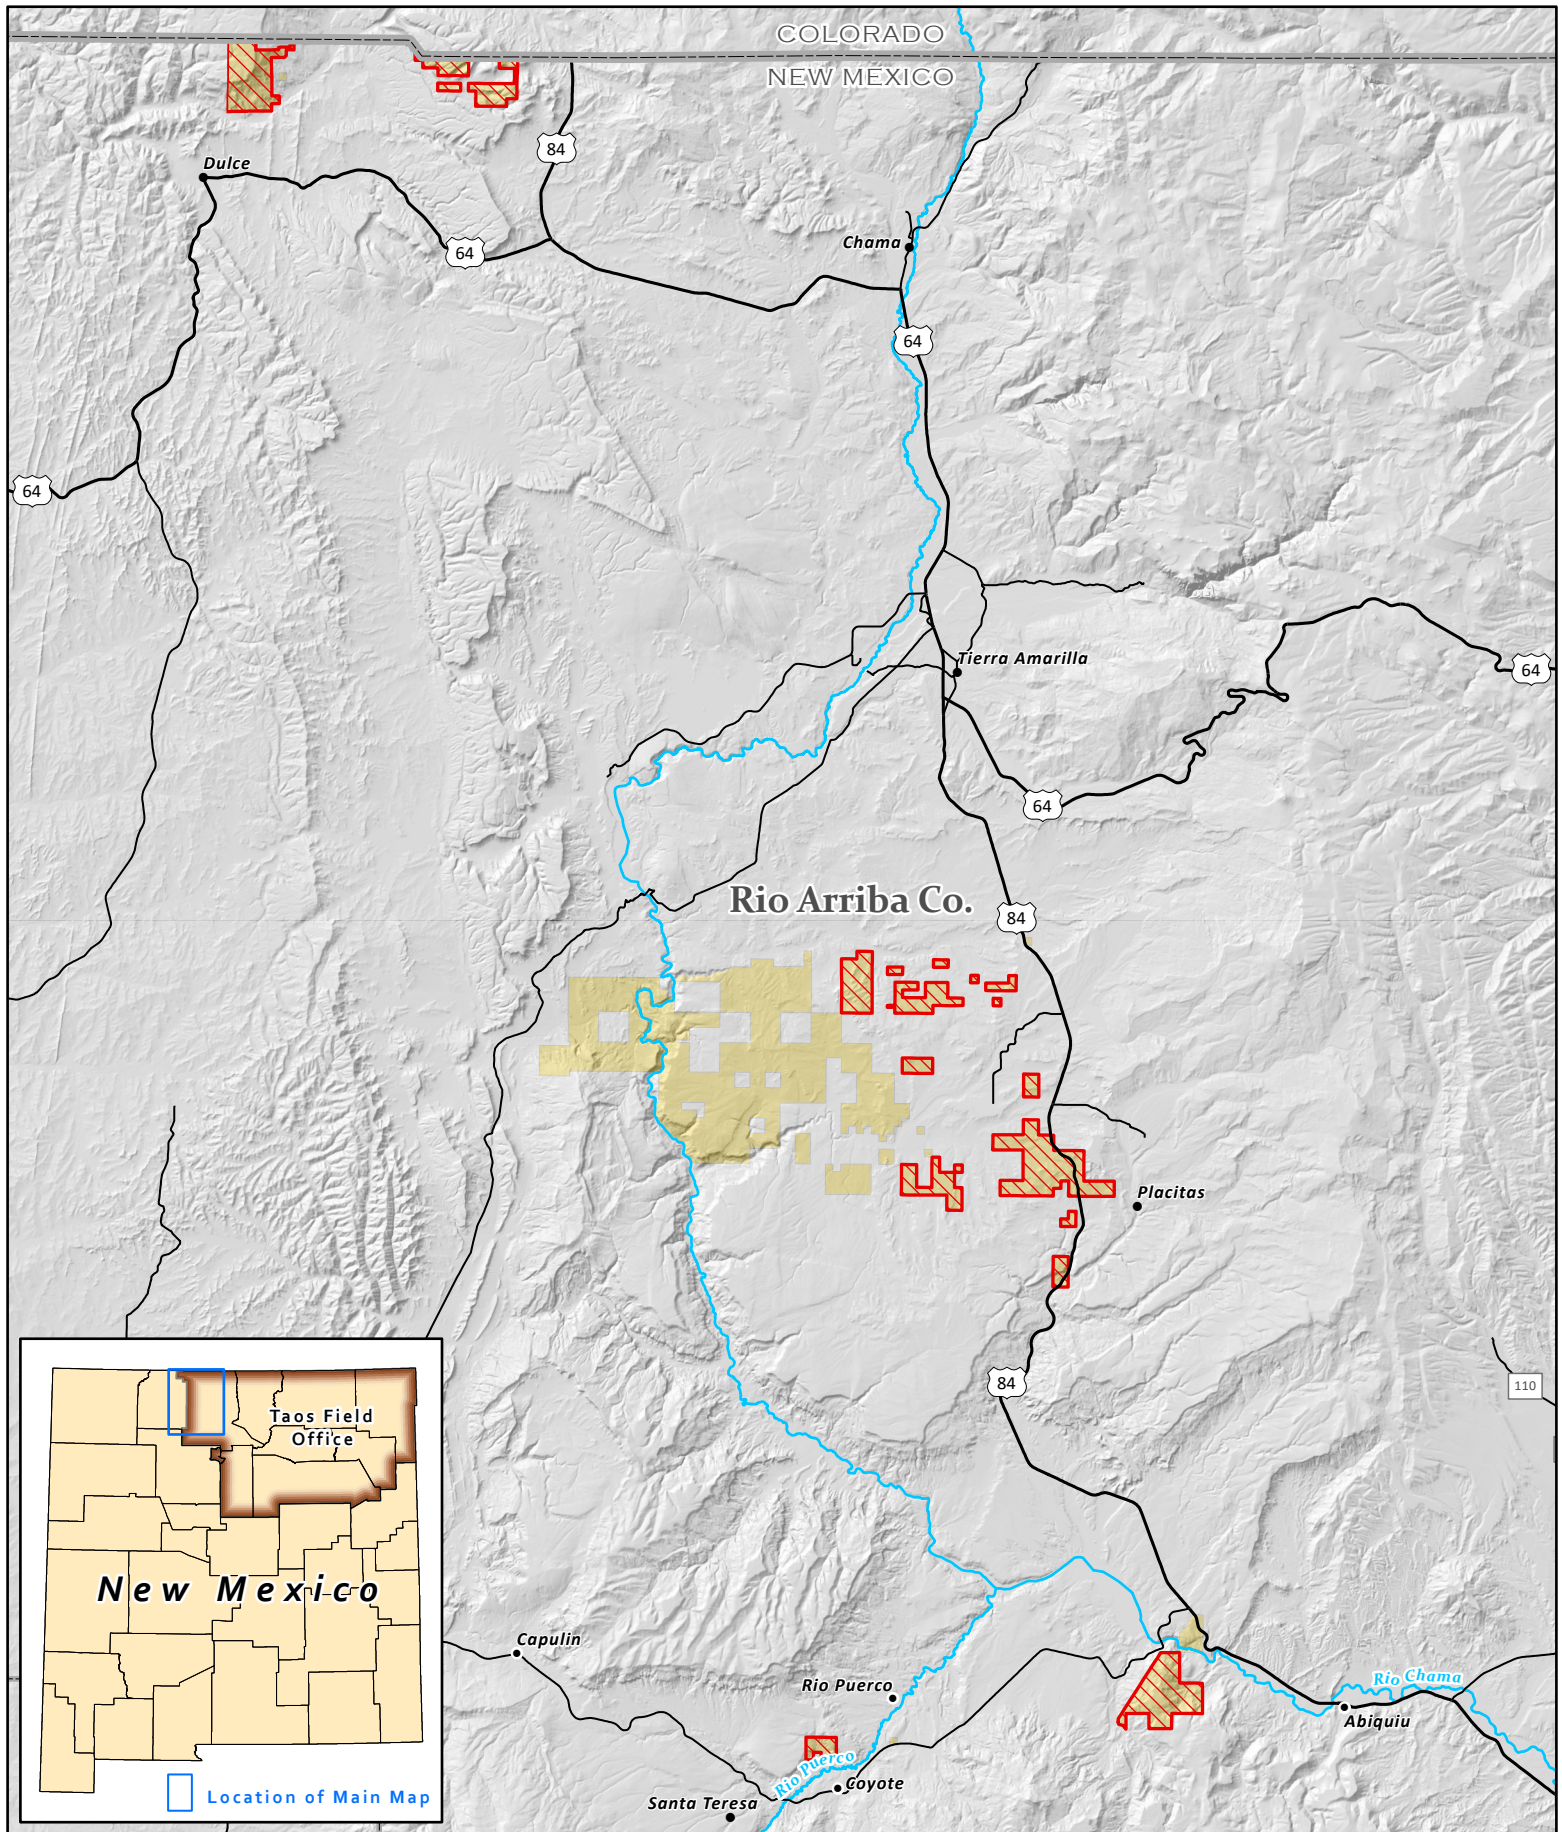 COLORADO
NEW MEXICO
84
Dulce
64
Chama
64
64
Tierra Amarilla
64
64
Rio Arriba Co.
84
Placitas
84
110
Taos Field
Office
New Mexico
Location of Main Map
Capulin
Rio Puerco
Rio Chama
Abiquiu
Rio Puerco
Coyote
Santa Teresa